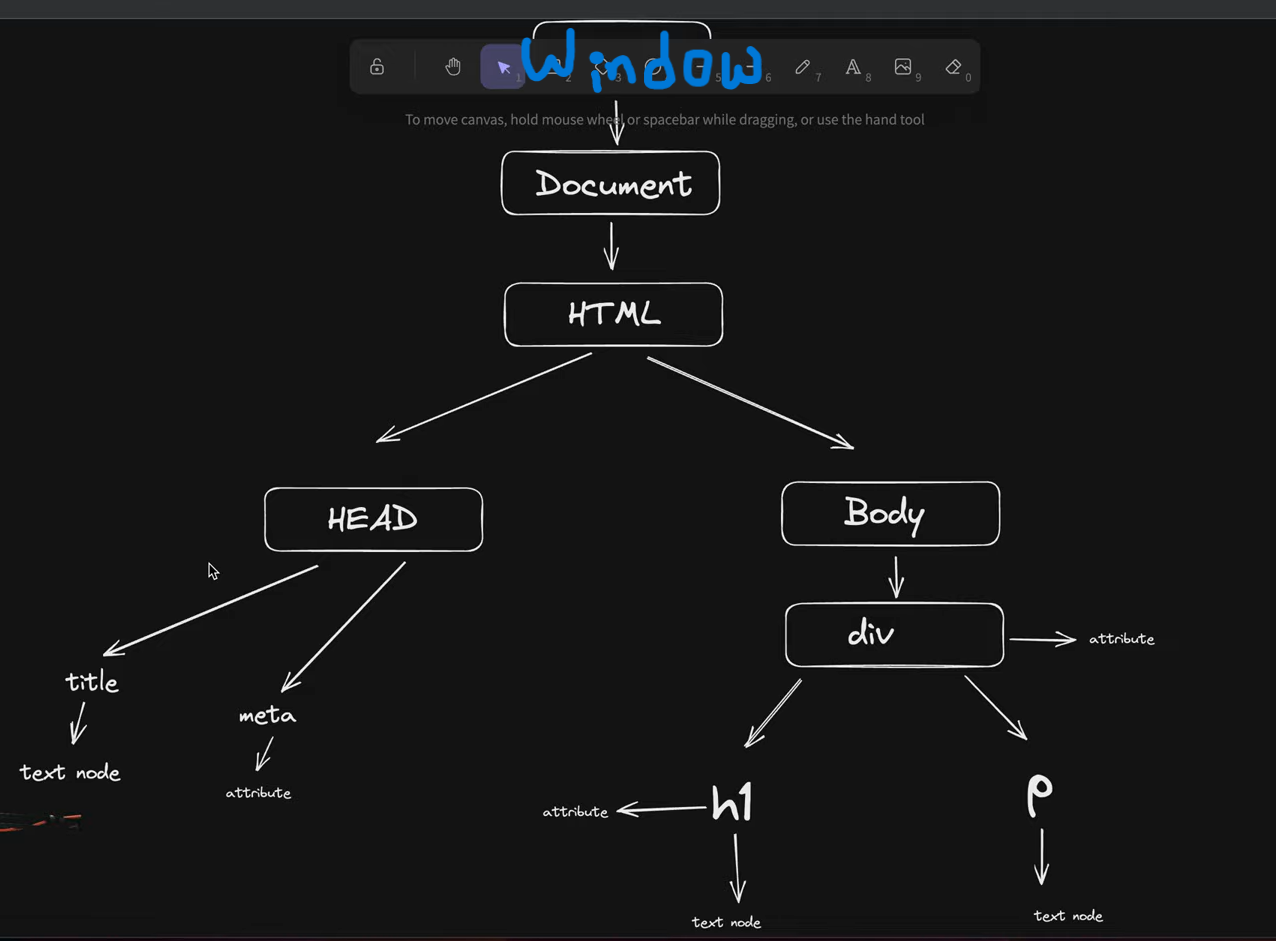 Window
1 2 3 5 6 7 8 9 0
To move canvas, hold mouse wheel or spacebar while dragging, or use the hand tool
Document
HTML
HEAD
Body
div
attribute
title
meta
text node
attribute
attribute
h1
p
text node
text node